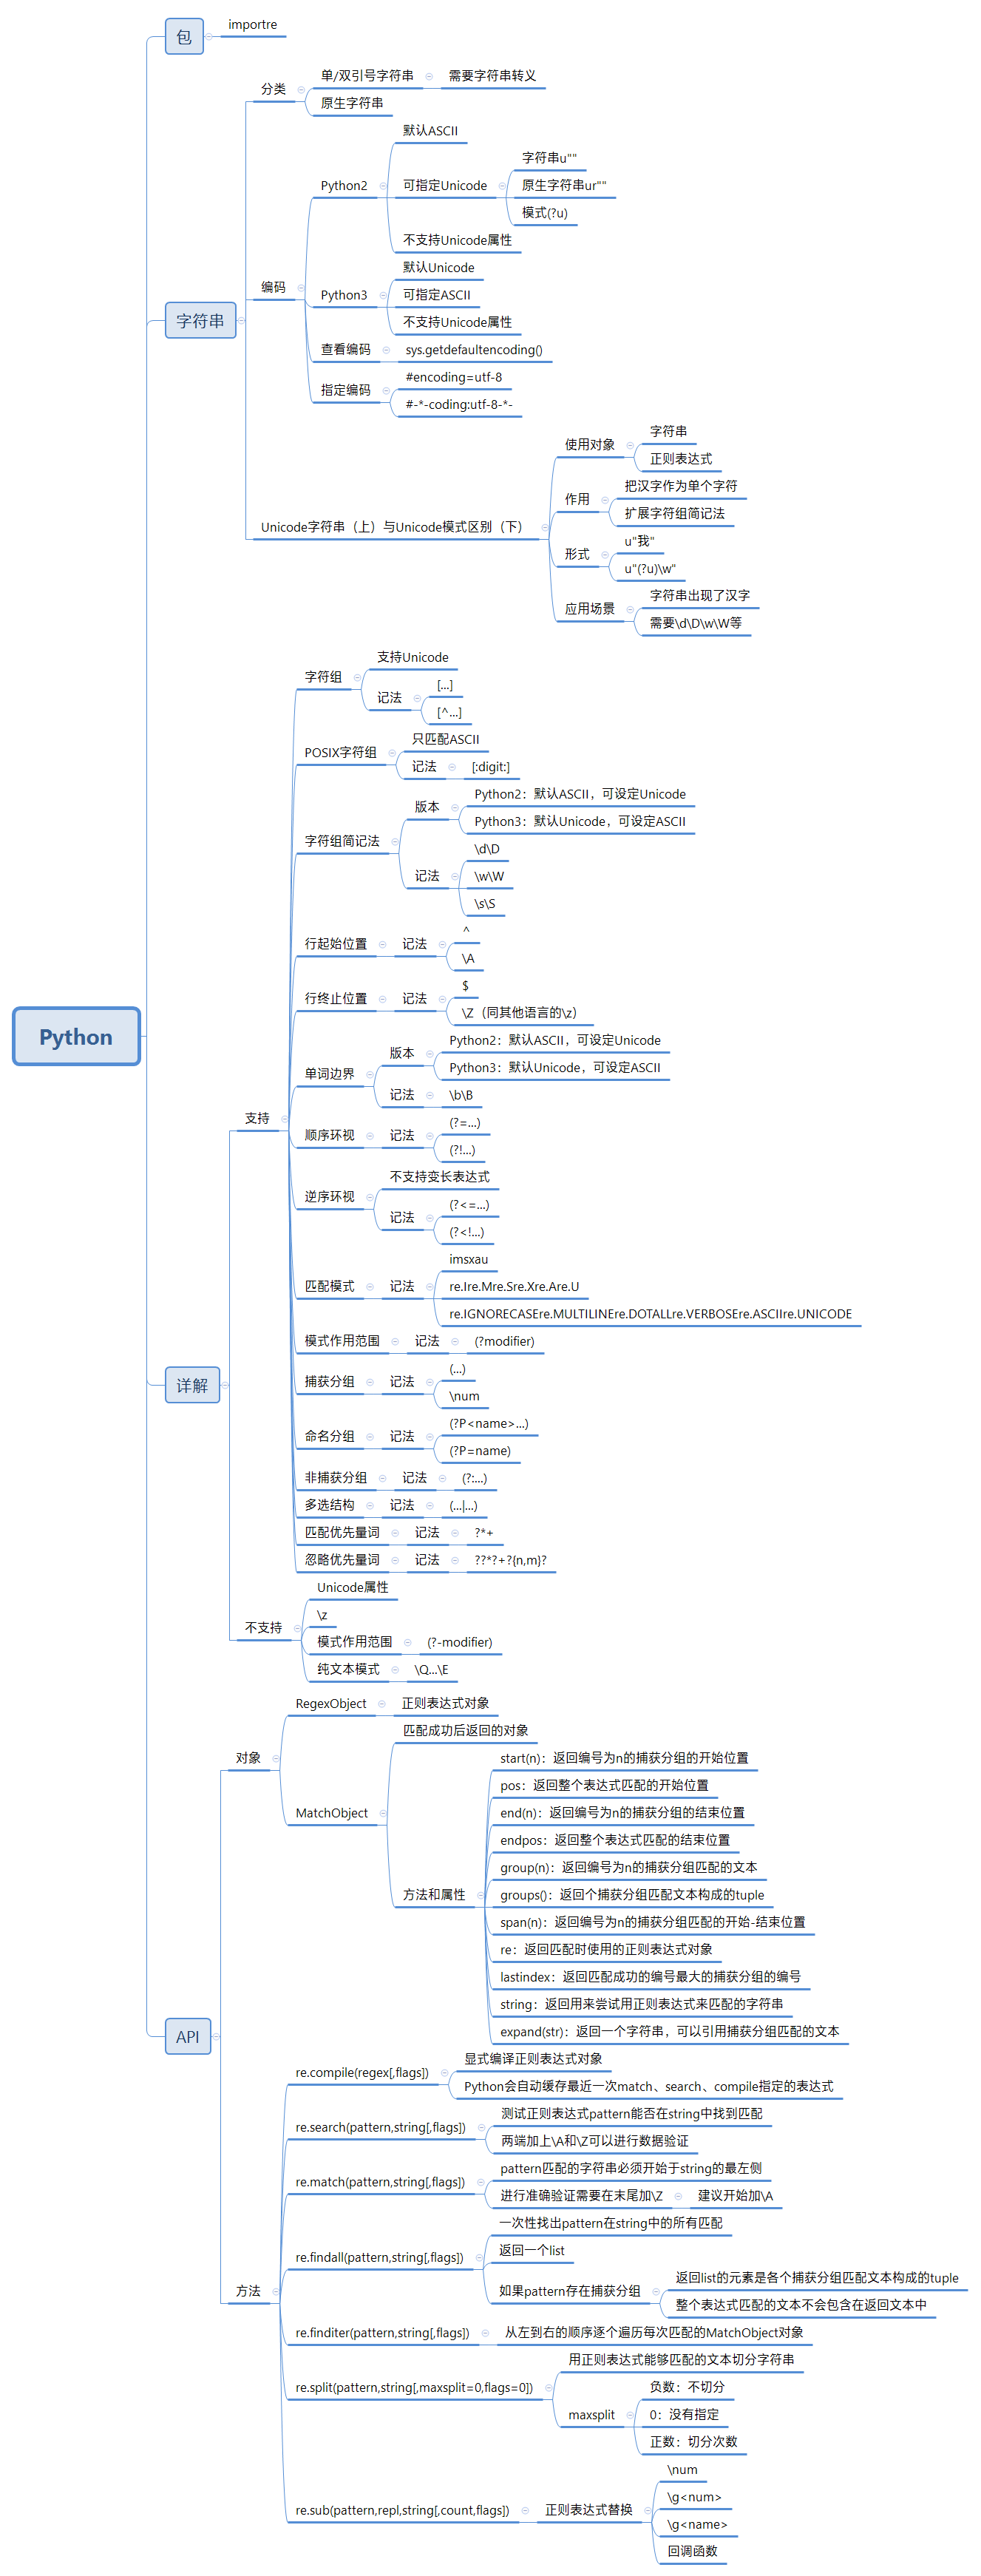 Python
包
importre
字符串
分类
单/双引号字符串
需要字符串转义
原生字符串
编码
Python2
默认ASCII
可指定Unicode
字符串u""
原生字符串ur""
模式(?u)
不支持Unicode属性
Python3
默认Unicode
可指定ASCII
不支持Unicode属性
查看编码
sys.getdefaultencoding()
指定编码
#encoding=utf-8
#-*-coding:utf-8-*-
Unicode字符串（上）与Unicode模式区别（下）
使用对象
字符串
正则表达式
作用
把汉字作为单个字符
扩展字符组简记法
形式
u"我"
u"(?u)\w"
应用场景
字符串出现了汉字
需要\d\D\w\W等
详解
支持
字符组
支持Unicode
记法
[...]
[^...]
POSIX字符组
只匹配ASCII
记法
[:digit:]
字符组简记法
版本
Python2：默认ASCII，可设定Unicode
Python3：默认Unicode，可设定ASCII
记法
\d\D
\w\W
\s\S
行起始位置
记法
^
\A
行终止位置
记法
$
\Z（同其他语言的\z）
单词边界
版本
Python2：默认ASCII，可设定Unicode
Python3：默认Unicode，可设定ASCII
记法
\b\B
顺序环视
记法
(?=...)
(?!...)
逆序环视
不支持变长表达式
记法
(?<=...)
(?<!...)
匹配模式
记法
imsxau
re.Ire.Mre.Sre.Xre.Are.U
re.IGNORECASEre.MULTILINEre.DOTALLre.VERBOSEre.ASCIIre.UNICODE
模式作用范围
记法
(?modifier)
捕获分组
记法
(...)
\num
命名分组
记法
(?P<name>...)
(?P=name)
非捕获分组
记法
(?:...)
多选结构
记法
(...|...)
匹配优先量词
记法
?*+
忽略优先量词
记法
??*?+?{n,m}?
不支持
Unicode属性
\z
模式作用范围
(?-modifier)
纯文本模式
\Q...\E
API
对象
RegexObject
正则表达式对象
MatchObject
匹配成功后返回的对象
方法和属性
start(n)：返回编号为n的捕获分组的开始位置
pos：返回整个表达式匹配的开始位置
end(n)：返回编号为n的捕获分组的结束位置
endpos：返回整个表达式匹配的结束位置
group(n)：返回编号为n的捕获分组匹配的文本
groups()：返回个捕获分组匹配文本构成的tuple
span(n)：返回编号为n的捕获分组匹配的开始-结束位置
re：返回匹配时使用的正则表达式对象
lastindex：返回匹配成功的编号最大的捕获分组的编号
string：返回用来尝试用正则表达式来匹配的字符串
expand(str)：返回一个字符串，可以引用捕获分组匹配的文本
方法
re.compile(regex[,flags])
显式编译正则表达式对象
Python会自动缓存最近一次match、search、compile指定的表达式
re.search(pattern,string[,flags])
测试正则表达式pattern能否在string中找到匹配
两端加上\A和\Z可以进行数据验证
re.match(pattern,string[,flags])
pattern匹配的字符串必须开始于string的最左侧
进行准确验证需要在末尾加\Z
建议开始加\A
re.findall(pattern,string[,flags])
一次性找出pattern在string中的所有匹配
返回一个list
如果pattern存在捕获分组
返回list的元素是各个捕获分组匹配文本构成的tuple
整个表达式匹配的文本不会包含在返回文本中
re.finditer(pattern,string[,flags])
从左到右的顺序逐个遍历每次匹配的MatchObject对象
re.split(pattern,string[,maxsplit=0,flags=0])
用正则表达式能够匹配的文本切分字符串
maxsplit
负数：不切分
0：没有指定
正数：切分次数
re.sub(pattern,repl,string[,count,flags])
正则表达式替换
\num
\g<num>
\g<name>
回调函数